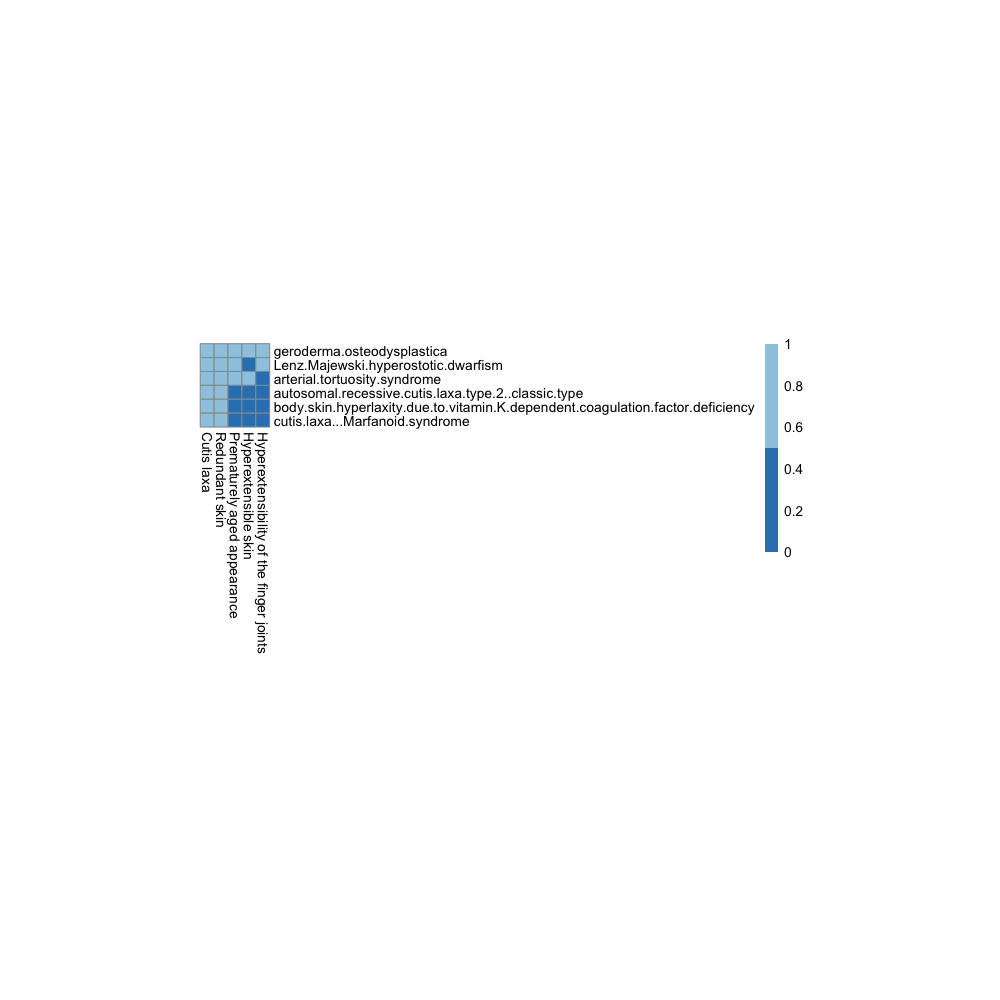 geroderma.osteodysplastica
Lenz.Majewski.hyperostotic.dwarfism
arterial.tortuosity.syndrome
autosomal.recessive.cutis.laxa.type.2..classic.type
body.skin.hyperlaxity.due.to.vitamin.K.dependent.coagulation.factor.deficiency
cutis.laxa...Marfanoid.syndrome
Cutis laxa
Redundant skin
Prematurely aged appearance
Hyperextensible skin
Hyperextensibility of the finger joints
1
0.8
0.6
0.4
0.2
0